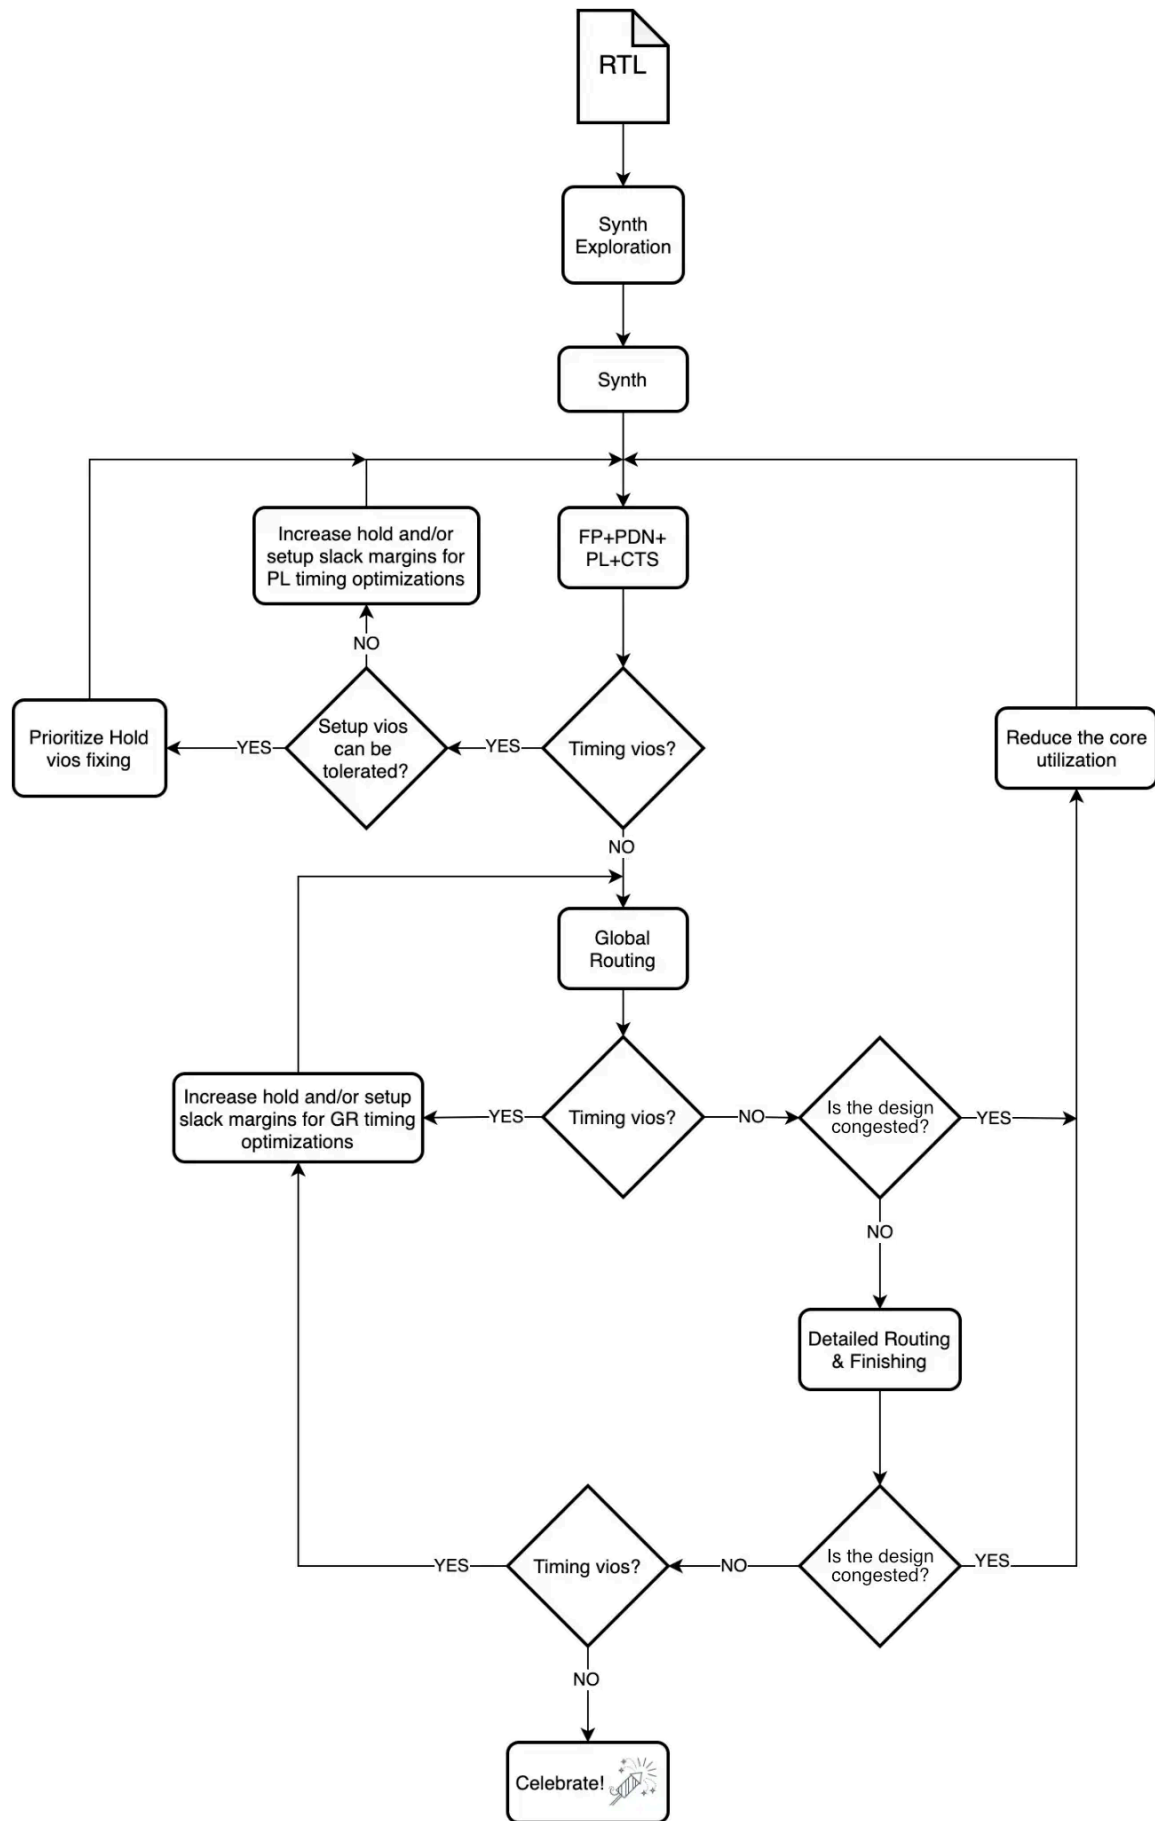 RTL
Synth
Exploration
Synth
Increase hold and/or
setup slack margins for
PL timing optimizations
FP+PDN+
PL+CTS
NO
Prioritize Hold
vios fixing
YES
Setup vios
can be
tolerated?
YES
Timing vios?
Reduce the core
utilization
NO
Global
Routing
Increase hold and/or setup
slack margins for GR timing
optimizations
YES
Timing vios?
NO
Is the design
congested?
YES
NO
Detailed Routing
& Finishing
YES
Timing vios?
NO
Is the design
congested?
YES
NO
Celebrate!